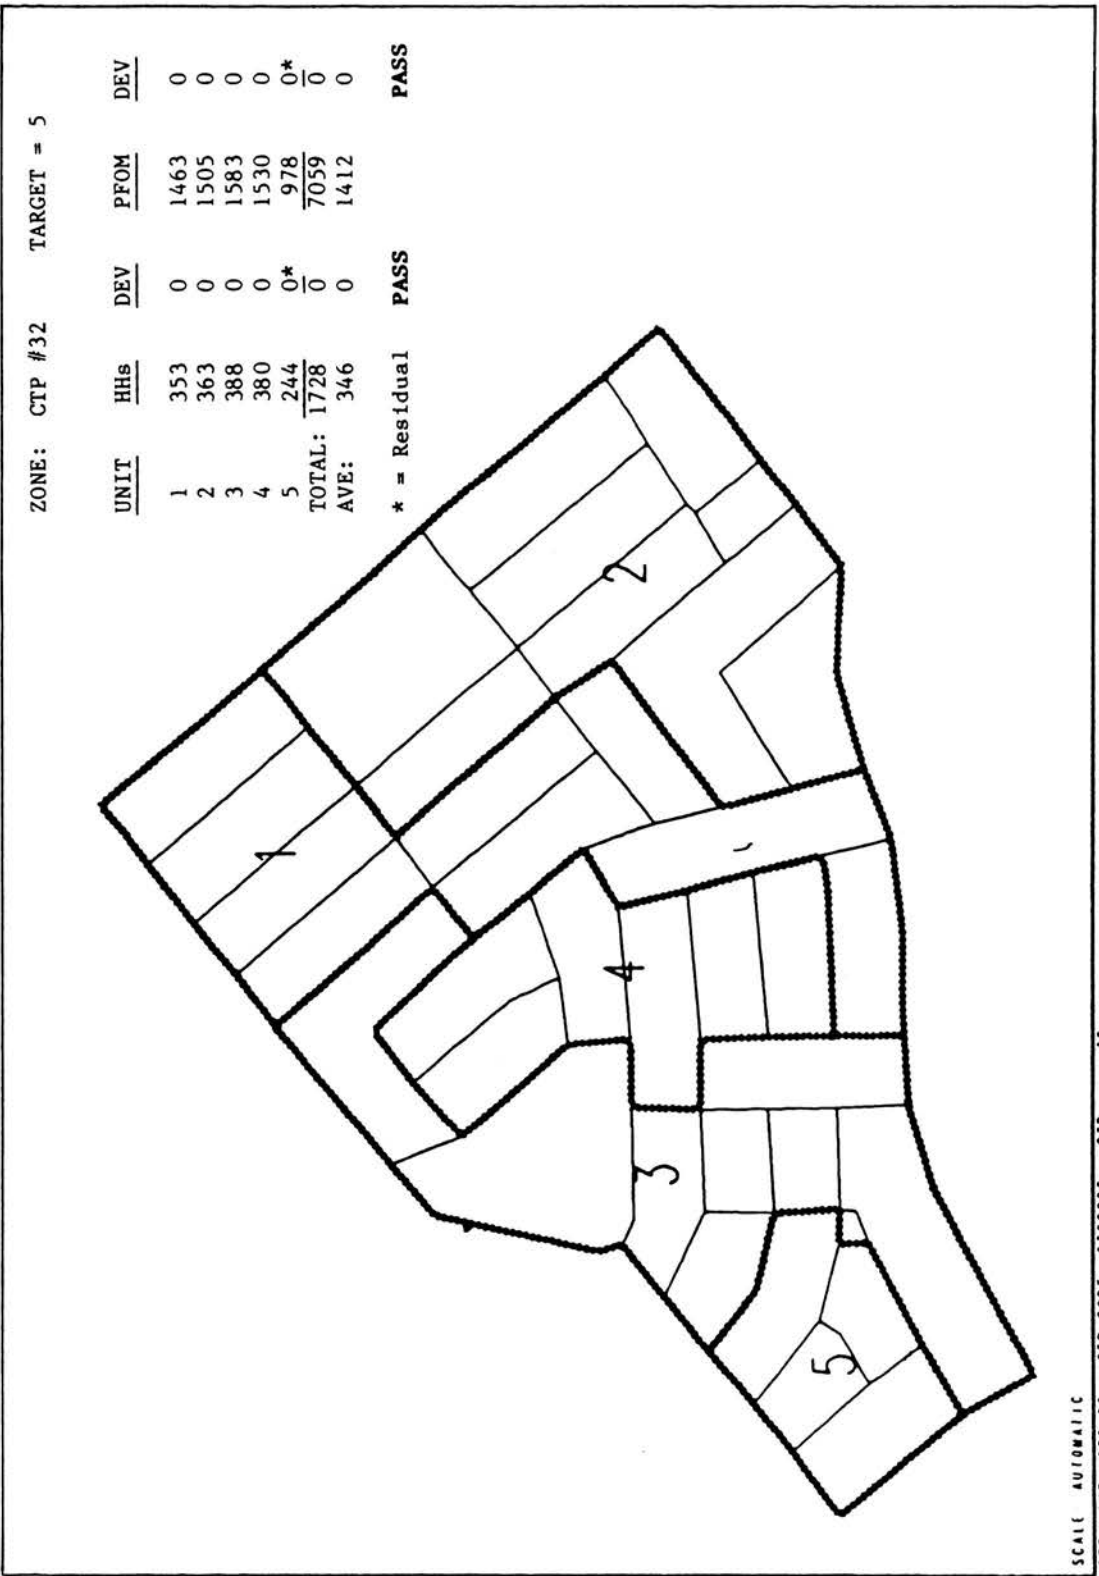 ZONE: CTP #32 TARGET = 5
UNIT HHs DEV PFOM DEV
1 353 0 1463 0
2 363 0 1505 0
3 388 0 1583 0
4 380 0 1530 0
5 244 0* 978 0*
TOTAL: 1728 0 7059 0
AVE: 346 0 1412 0
* = Residual PASS PASS
1
2
4
3
5
SCALE AUTOMATIC